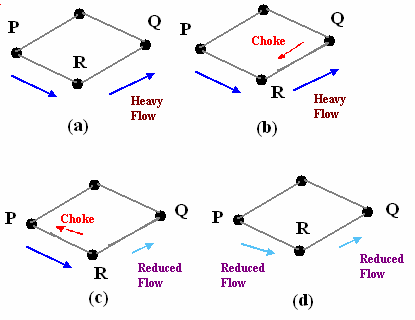 P
Q
R
Heavy
Flow
(a)
P
Q
Choke
R
Heavy
Flow
(b)
P
Choke
Q
R
Reduced
Flow
(c)
P
Q
R
Reduced
Flow
Reduced
Flow
(d)